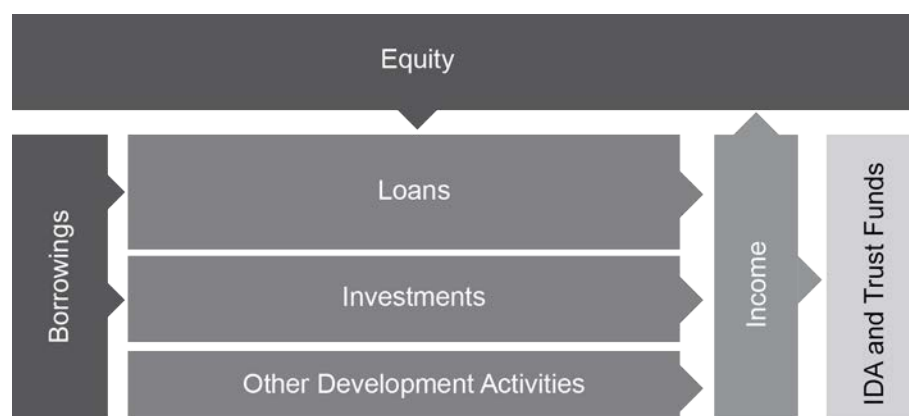 Equity
Borrowings
Loans
Investments
Other Development Activities
Income
IDA and Trust Funds